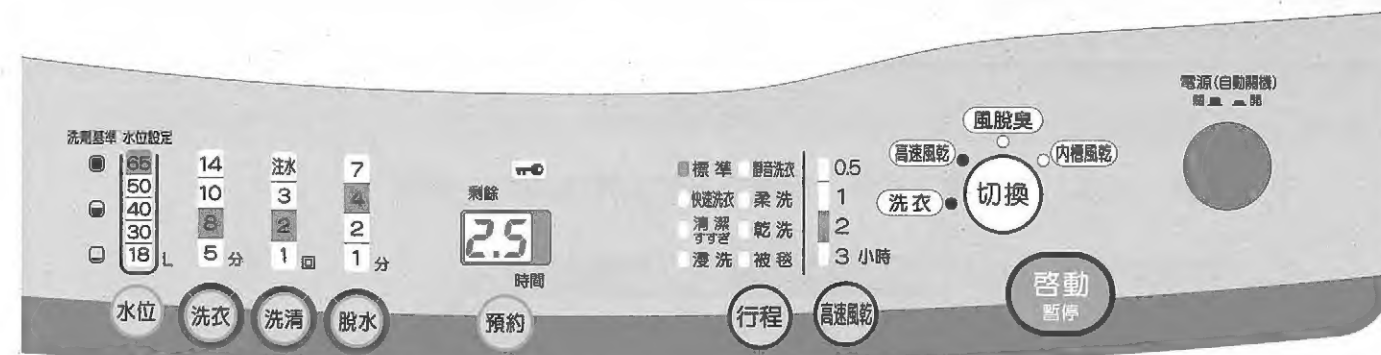 洗劑基準 水位設定
65
50
40
30
18 L
水位
14
10
8
5 分
洗衣
注水
3
2
1 回
洗清
7
4
2
1 分
脫水
剩餘
2.5
時間
預約
標準 靜音洗衣
快速洗衣 柔洗
清潔 乾洗
すすぎ
浸洗 被毯
行程
0.5
1
2
3 小時
高速風乾
風脫臭
高速風乾
內槽風乾
洗衣
切換
啓動
暫停
電源(自動關機)
關 開